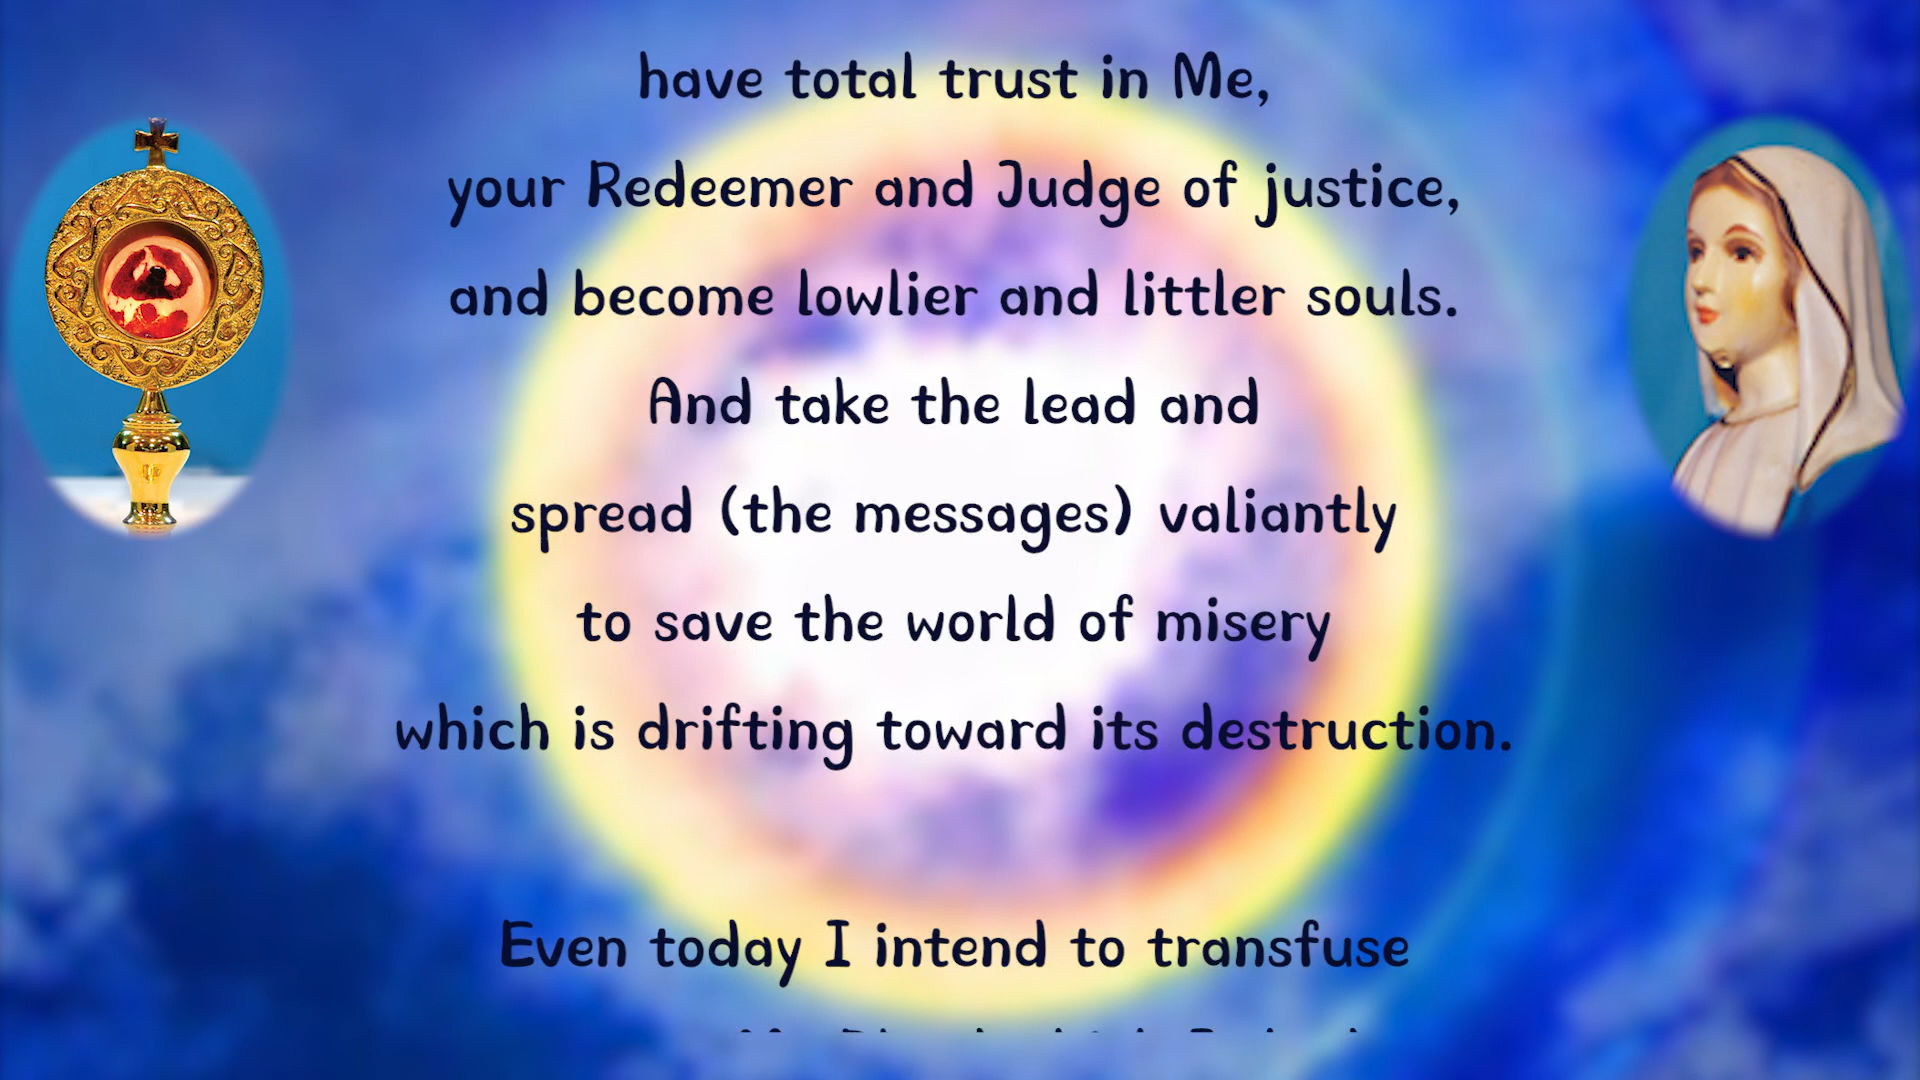 have total trust in Me,
your Redeemer and Judge of justice,
and become lowlier and littler souls.
And take the lead and
spread (the messages) valiantly
to save the world of misery
which is drifting toward its destruction.
Even today I intend to transfuse